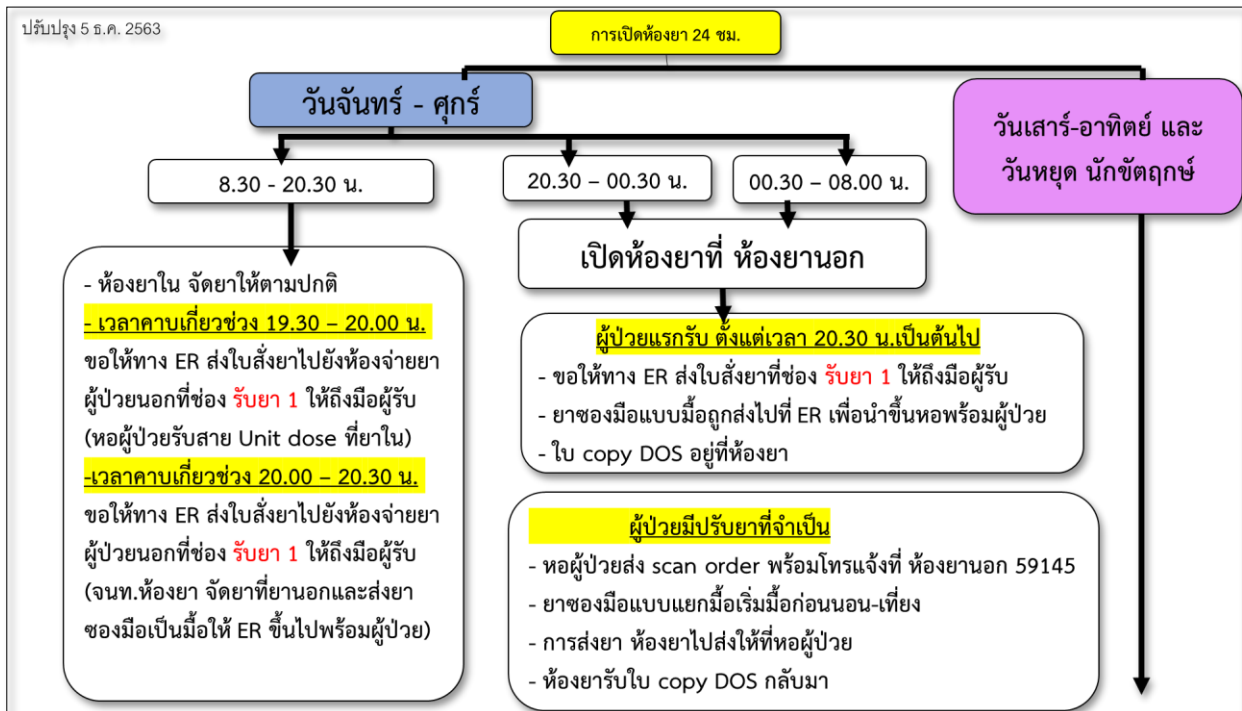 ปรับปรุง 5 ธ.ค. 2563
การเปิดห้องยา 24 ชม.
วันจันทร์ - ศุกร์
วันเสาร์-อาทิตย์ และ
วันหยุด นักขัตฤกษ์
8.30 - 20.30 น.
20.30 – 00.30 น.
00.30 – 08.00 น.
เปิดห้องยาที่ ห้องยานอก
- ห้องยาใน จัดยาให้ตามปกติ
- เวลาคาบเกี่ยวช่วง 19.30 – 20.00 น.
ขอให้ทาง ER ส่งใบสั่งยาไปยังห้องจ่ายยา
ผู้ป่วยนอกที่ช่อง รับยา 1 ให้ถึงมือผู้รับ
(หอผู้ป่วยรับสาย Unit dose ที่ยาใน)
-เวลาคาบเกี่ยวช่วง 20.00 – 20.30 น.
ขอให้ทาง ER ส่งใบสั่งยาไปยังห้องจ่ายยา
ผู้ป่วยนอกที่ช่อง รับยา 1 ให้ถึงมือผู้รับ
(จนท.ห้องยา จัดยาที่ยานอกและส่งยา
ซองมือเป็นมื้อให้ ER ขึ้นไปพร้อมผู้ป่วย)
ผู้ป่วยแรกรับ ตั้งแต่เวลา 20.30 น.เป็นต้นไป
- ขอให้ทาง ER ส่งใบสั่งยาที่ช่อง รับยา 1 ให้ถึงมือผู้รับ
- ยาซองมือแบบมื้อถูกส่งไปที่ ER เพื่อนำขึ้นหอพร้อมผู้ป่วย
- ใบ copy DOS อยู่ที่ห้องยา
ผู้ป่วยมีปรับยาที่จำเป็น
- หอผู้ป่วยส่ง scan order พร้อมโทรแจ้งที่ ห้องยานอก 59145
- ยาซองมือแบบแยกมื้อเริ่มมื้อก่อนนอน-เที่ยง
- การส่งยา ห้องยาไปส่งให้ที่หอผู้ป่วย
- ห้องยารับใบ copy DOS กลับมา